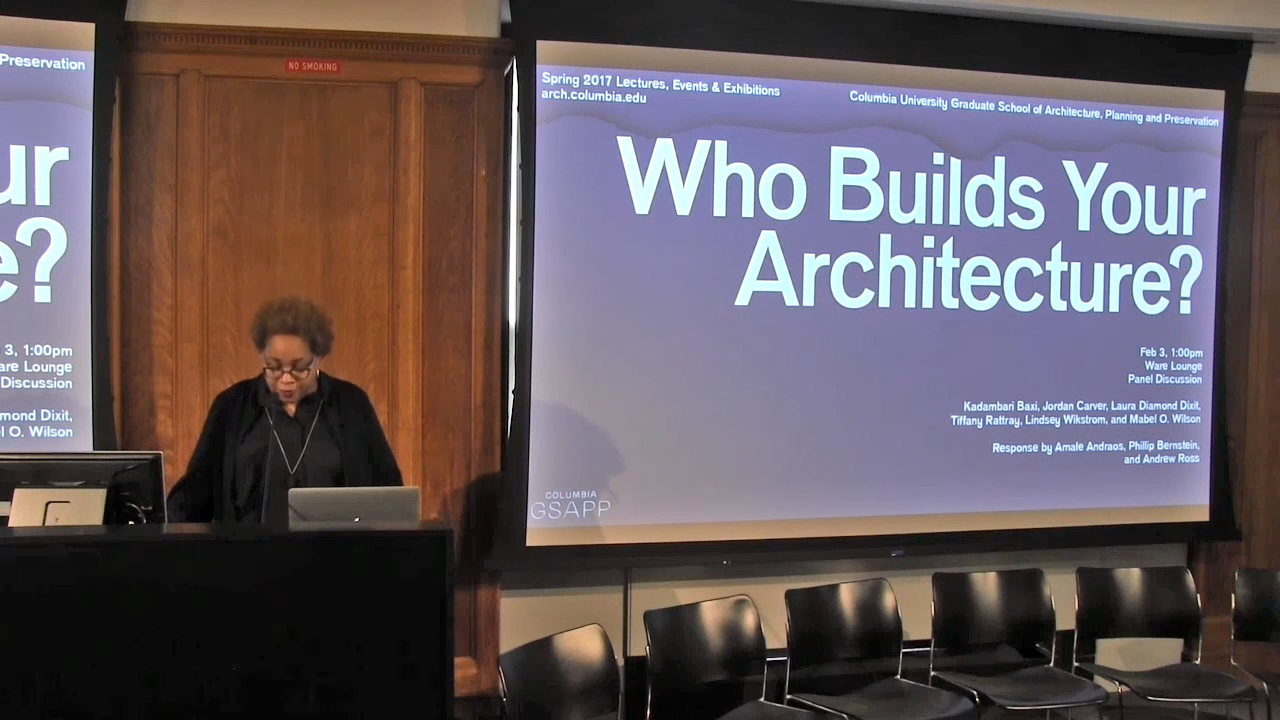 Preservation
ur
e?
3, 1:00pm
are Lounge
Discussion
mond Dixit,
l O. Wilson
NO SMOKING
Spring 2017 Lectures, Events & Exhibitions
arch.columbia.edu
Columbia University Graduate School of Architecture, Planning and Preservation
Who Builds Your
Architecture?
Feb 3, 1:00pm
Ware Lounge
Panel Discussion
Kadambari Baxi, Jordan Carver, Laura Diamond Dixit,
Tiffany Rattray, Lindsey Wikstrom, and Mabel O. Wilson
Response by Amale Andraos, Phillip Bernstein,
and Andrew Ross
COLUMBIA
GSAPP